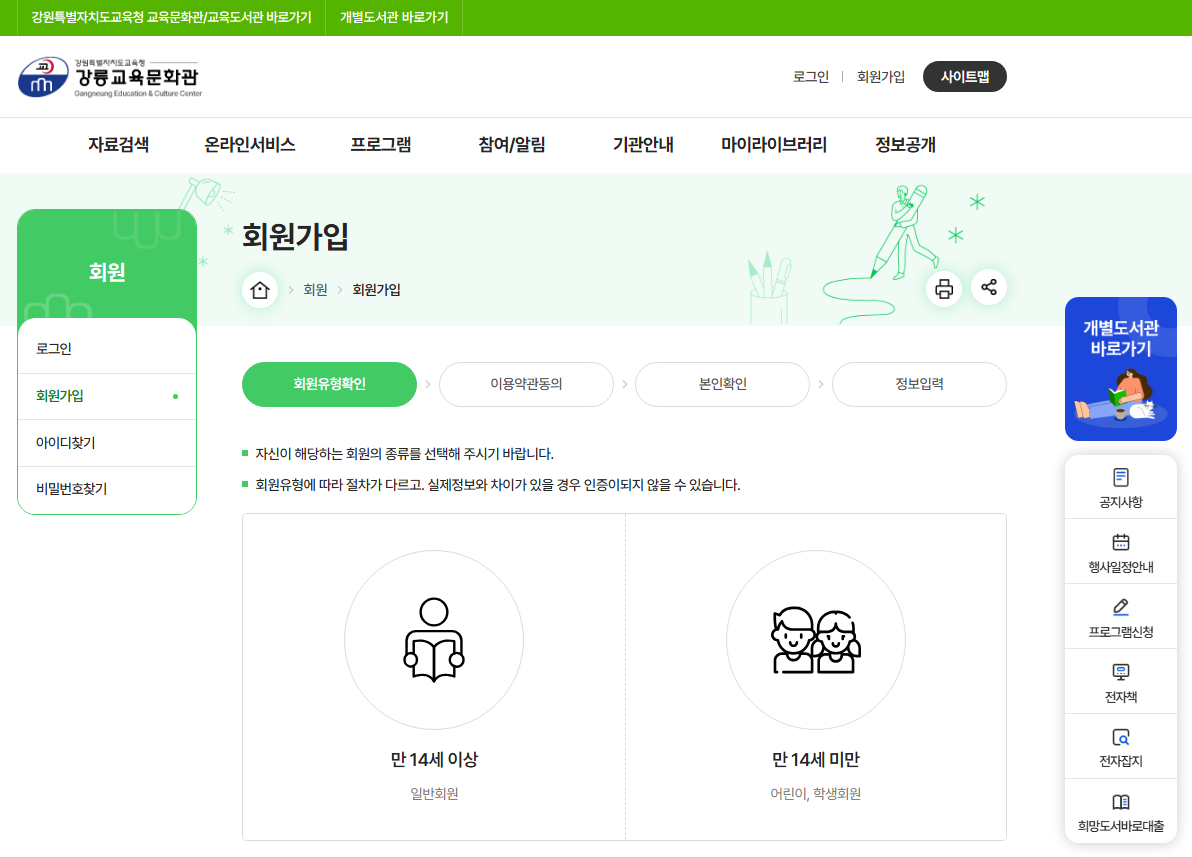 강원특별자치도교육청 교육문화관/교육도서관 바로가기
개별도서관 바로가기
강원특별자치도교육청
강릉교육문화관
Gangneung Education & Culture Center
로그인
회원가입
사이트맵
자료검색
온라인서비스
프로그램
참여/알림
기관안내
마이라이브러리
정보공개
회원
로그인
회원가입
아이디찾기
비밀번호찾기
회원가입
회원
회원가입
회원유형확인
이용약관동의
본인확인
정보입력
자신이 해당하는 회원의 종류를 선택해 주시기 바랍니다.
회원유형에 따라 절차가 다르고. 실제정보와 차이가 있을 경우 인증이되지 않을 수 있습니다.
만 14세 이상
일반회원
만 14세 미만
어린이, 학생회원
개별도서관
바로가기
공지사항
행사일정안내
프로그램신청
전자책
전자잡지
희망도서바로대출